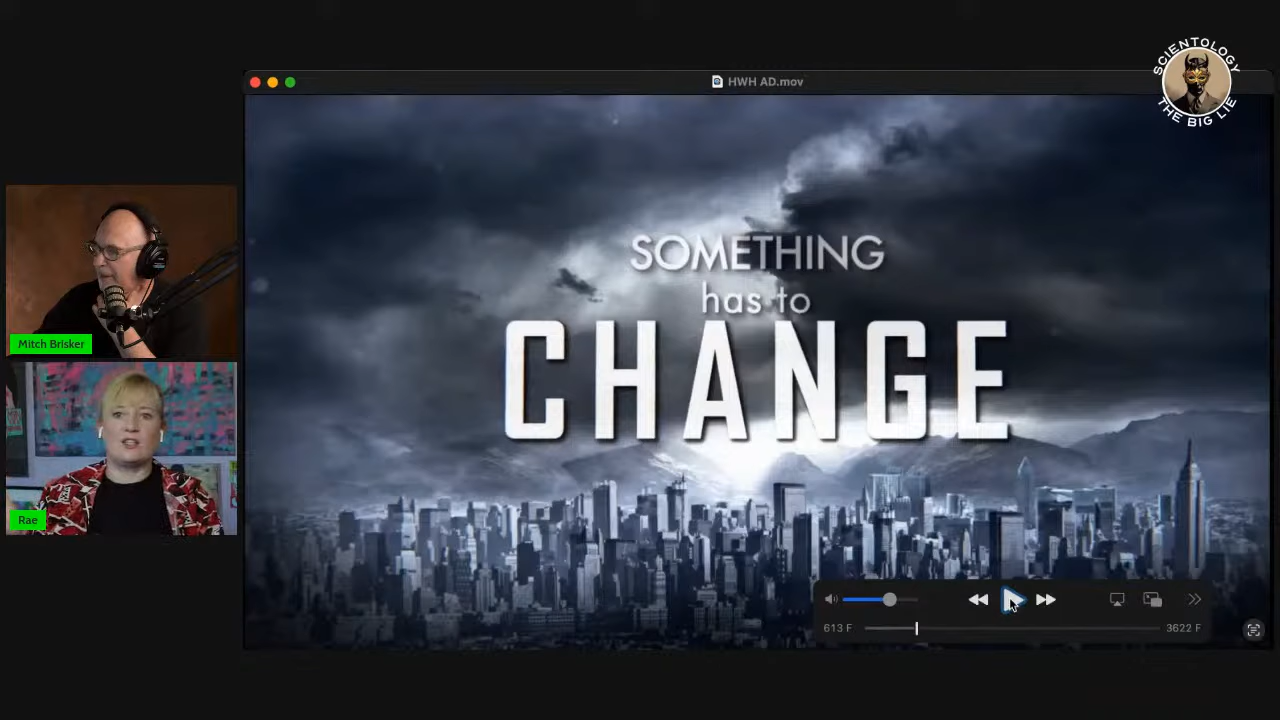 HWH AD.mov
SCIENTOLOGY
THE BIG LIE
SOMETHING
has to
CHANGE
Mitch Brisker
Rae
613 F
3622 F